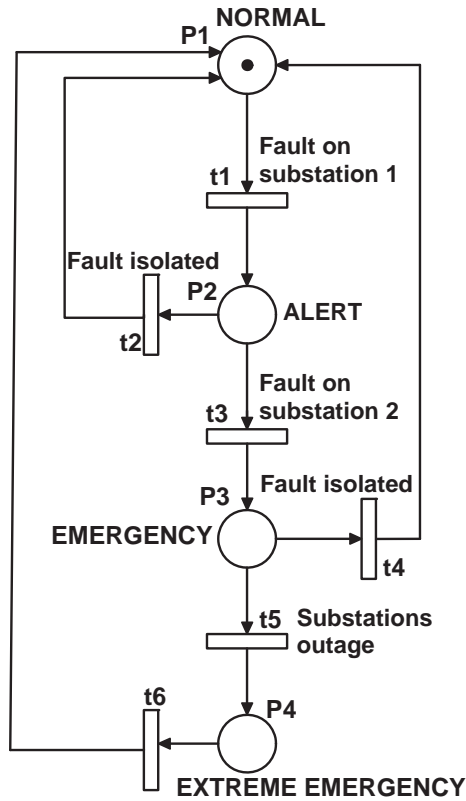 NORMAL
P1
Fault on
substation 1
t1
Fault isolated
P2
ALERT
t2
Fault on
substation 2
t3
P3
Fault isolated
EMERGENCY
t4
t5
Substations
outage
t6
P4
EXTREME EMERGENCY